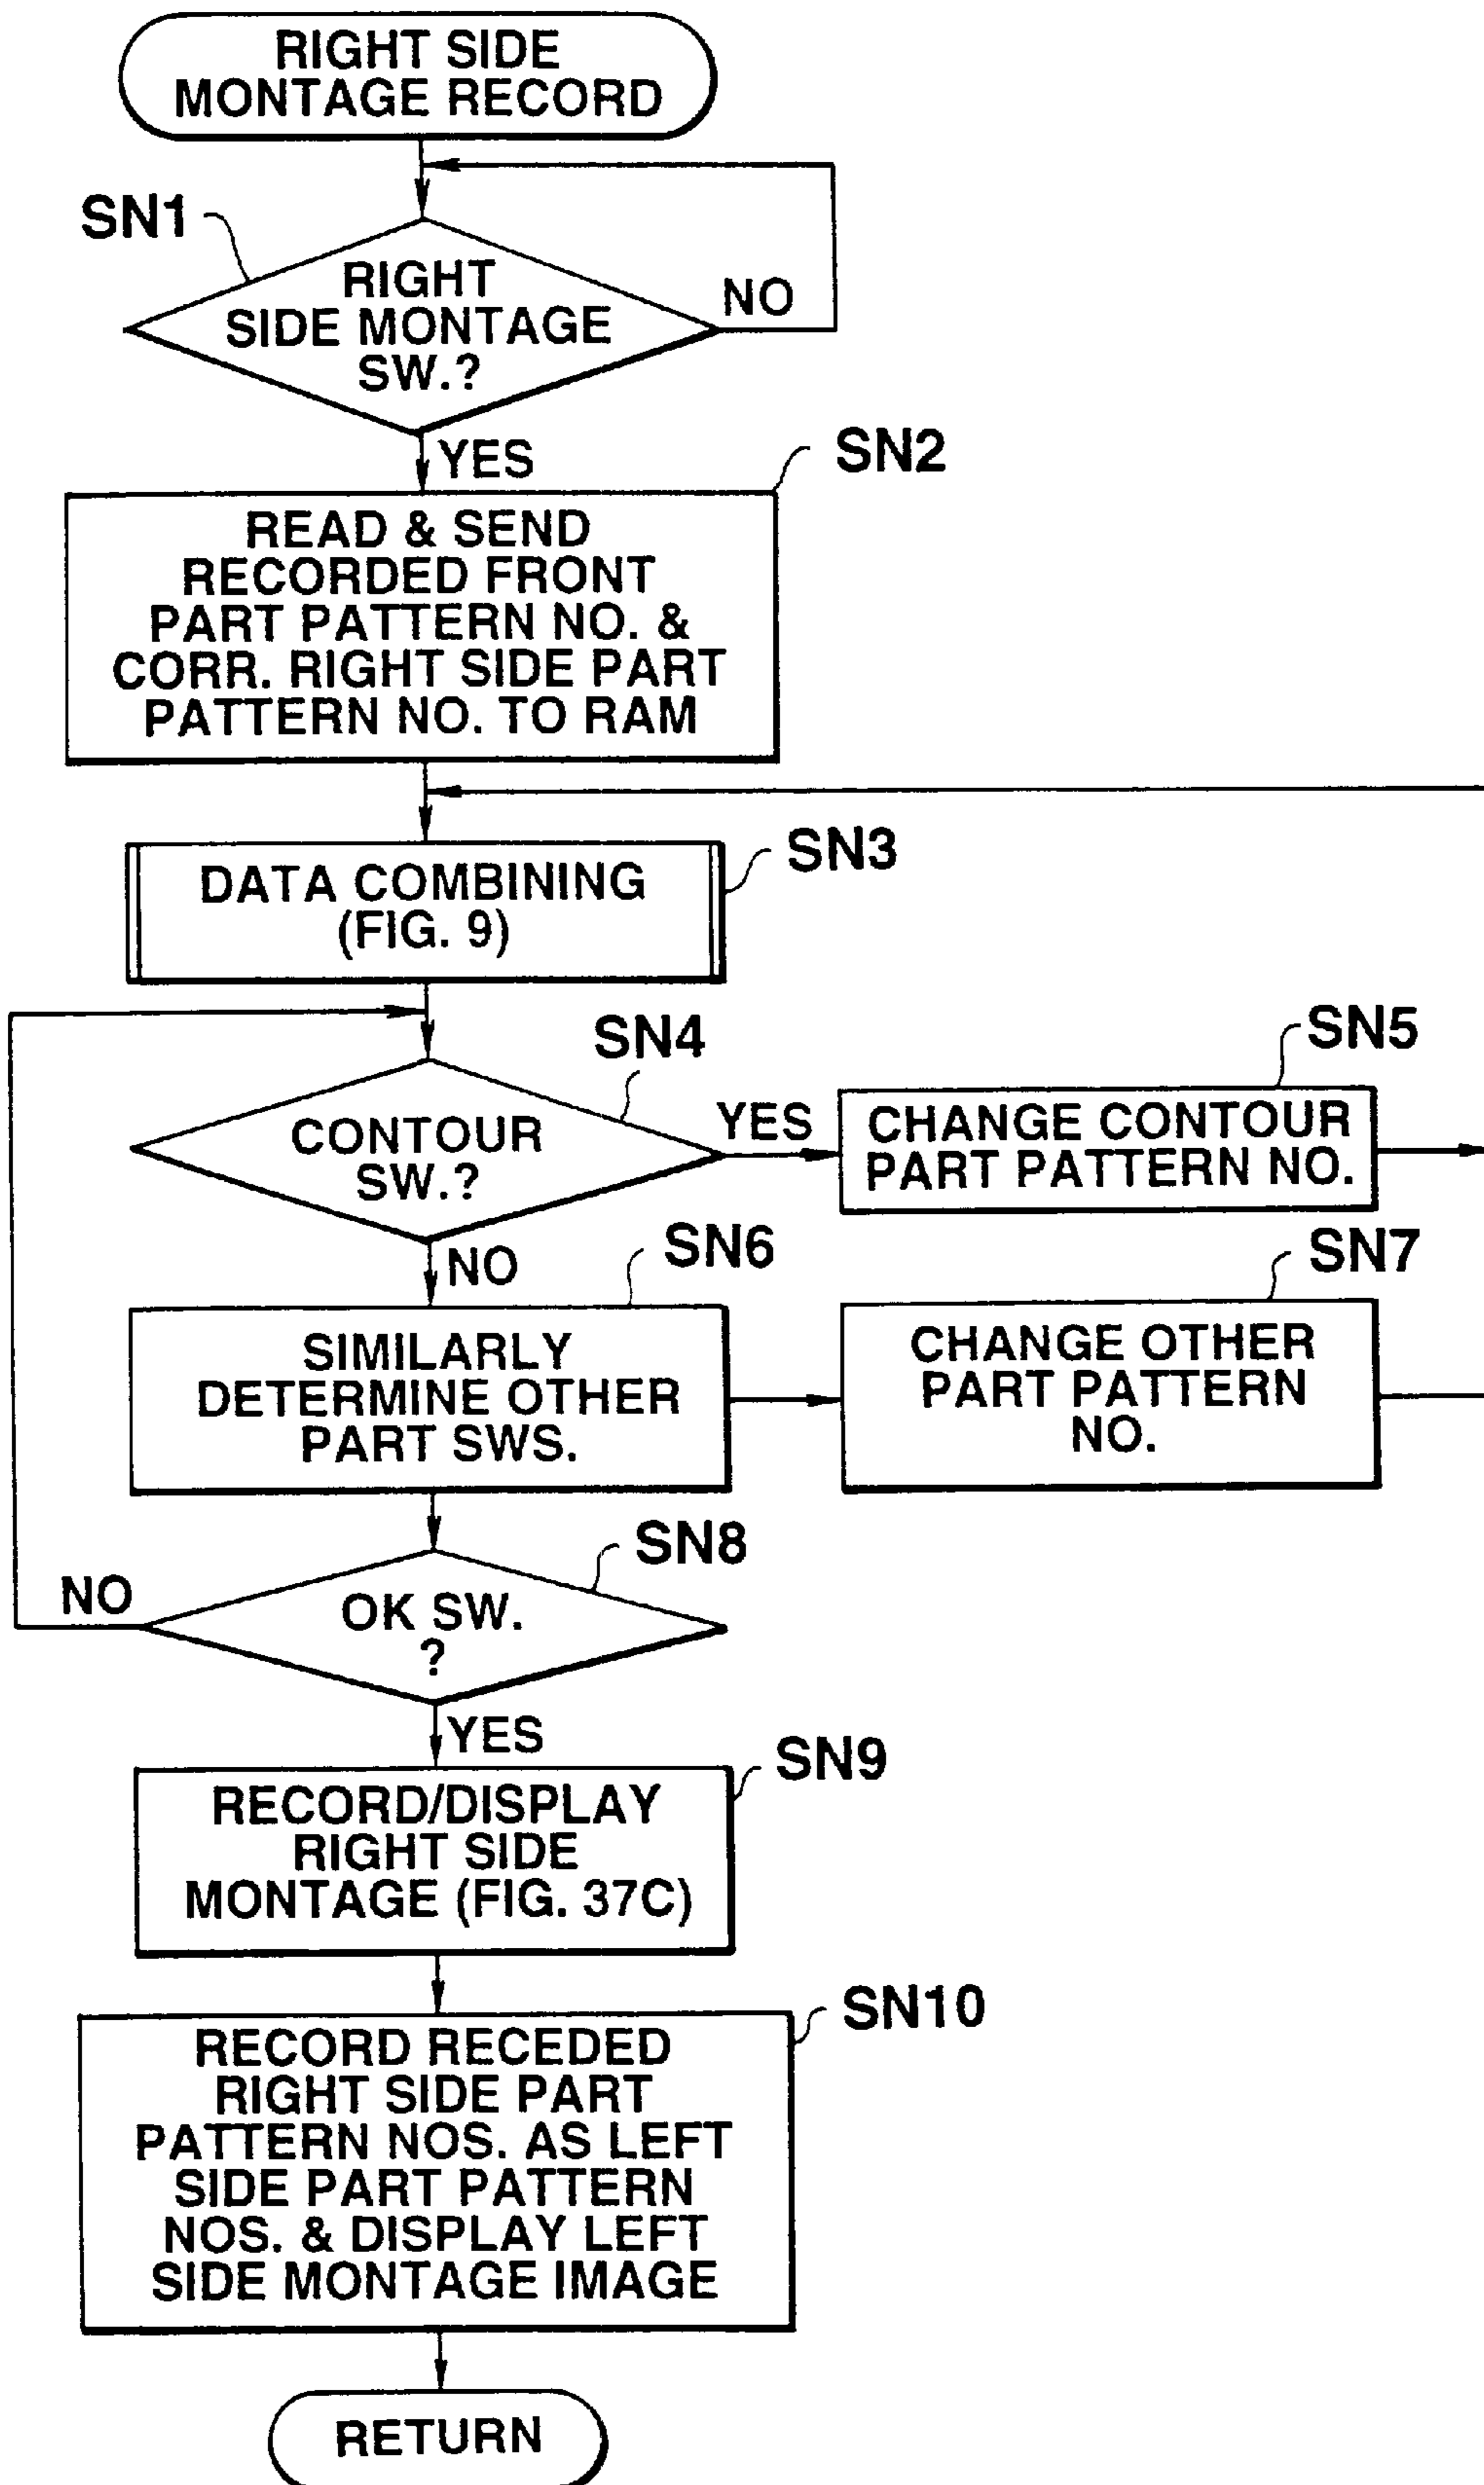 RIGHT SIDE
MONTAGE RECORD
SN1
RIGHT
SIDE MONTAGE
SW.?
NO
YES
SN2
READ & SEND
RECORDED FRONT
PART PATTERN NO. &
CORR. RIGHT SIDE PART
PATTERN NO. TO RAM
SN3
DATA COMBINING
(FIG. 9)
SN4
CONTOUR
SW.?
YES
SN5
CHANGE CONTOUR
PART PATTERN NO.
NO
SN6
SIMILARLY
DETERMINE OTHER
PART SWS.
SN7
CHANGE OTHER
PART PATTERN
NO.
SN8
OK SW.
?
NO
YES
SN9
RECORD/DISPLAY
RIGHT SIDE
MONTAGE (FIG. 37C)
SN10
RECORD RECEDED
RIGHT SIDE PART
PATTERN NOS. AS LEFT
SIDE PART PATTERN
NOS. & DISPLAY LEFT
SIDE MONTAGE IMAGE
RETURN